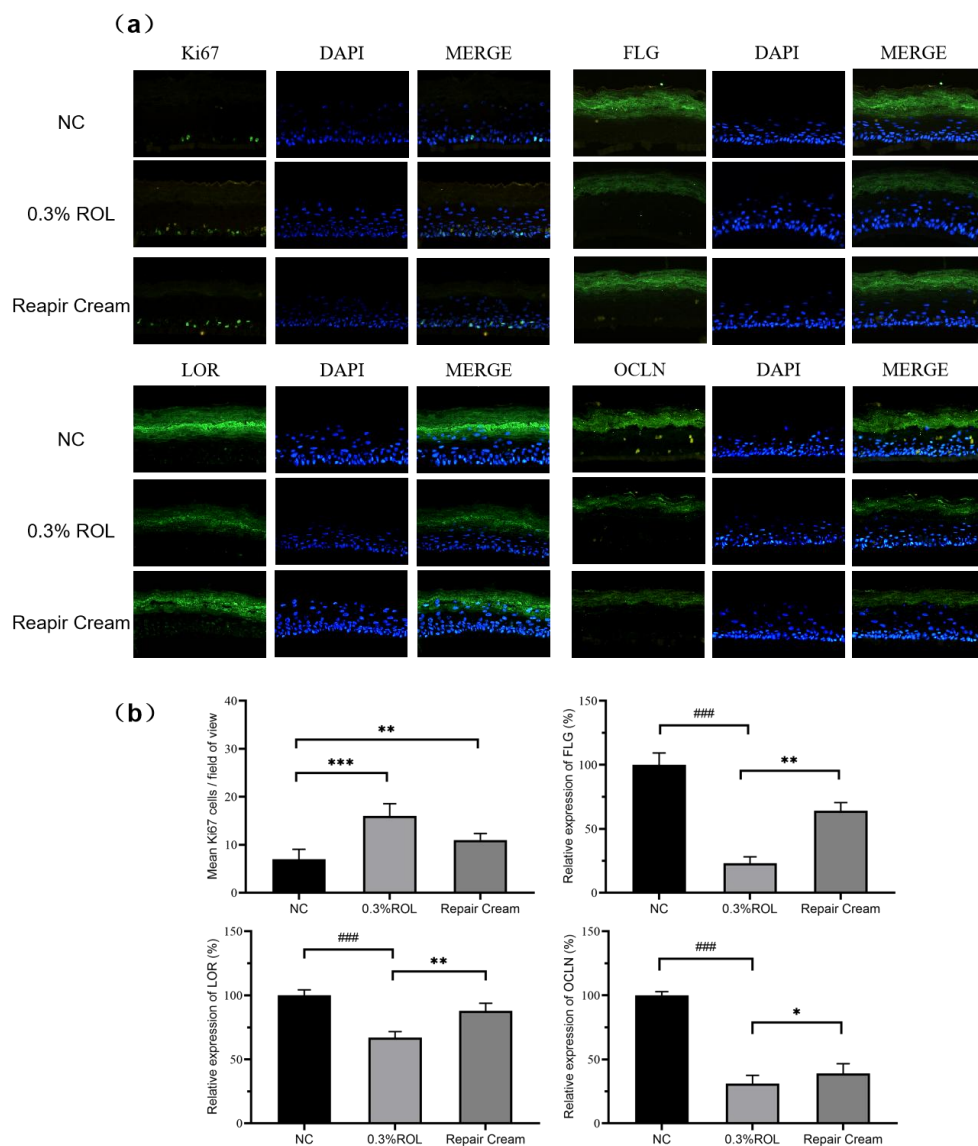 (a)
Ki67 DAPI MERGE FLG DAPI MERGE
NC
0.3% ROL
Reapir Cream
LOR DAPI MERGE OCLN DAPI MERGE
NC
0.3% ROL
Reapir Cream
(b)
Mean Ki67 cells / field of view
40
30
20
10
0
**
***
NC 0.3%ROL Repair Cream
Relative expression of FLG (%)
150
100
50
0
###
**
NC 0.3%ROL Repair Cream
Relative expression of LOR (%)
150
100
50
0
###
**
NC 0.3%ROL Repair Cream
Relative expression of OCLN (%)
150
100
50
0
###
*
NC 0.3%ROL Repair Cream